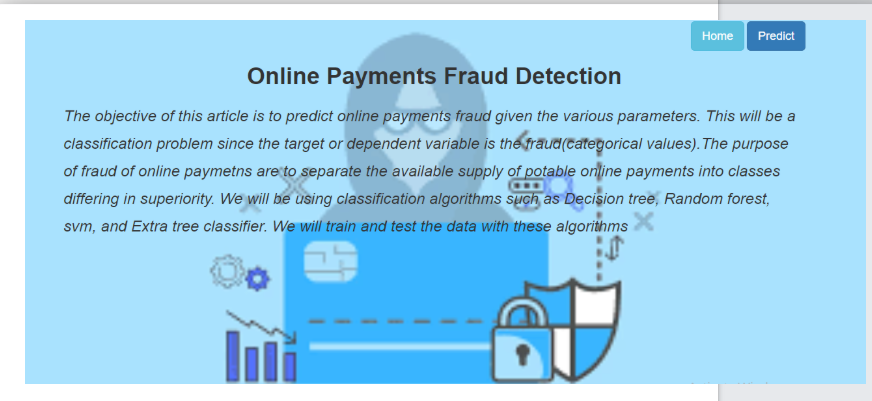 Home Predict
Online Payments Fraud Detection
The objective of this article is to predict online payments fraud given the various parameters. This will be a
classification problem since the target or dependent variable is the fraud(categorical values).The purpose
of fraud of online paymetns are to separate the available supply of potable online payments into classes
differing in superiority. We will be using classification algorithms such as Decision tree, Random forest,
svm, and Extra tree classifier. We will train and test the data with these algorithms